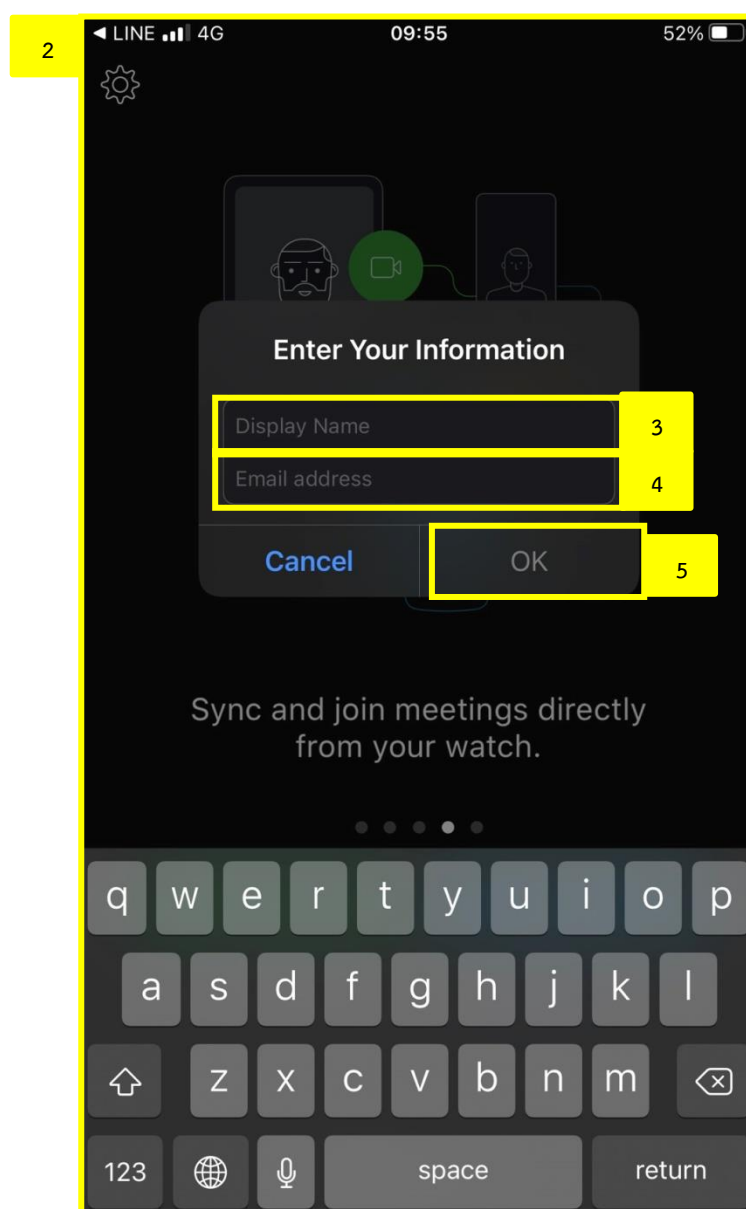 2
◀ LINE 4G 09:55 52%
Enter Your Information
Display Name 3
Email address 4
Cancel OK 5
Sync and join meetings directly
from your watch.
q w e r t y u i o p
a s d f g h j k l
z x c v b n m
123 space return